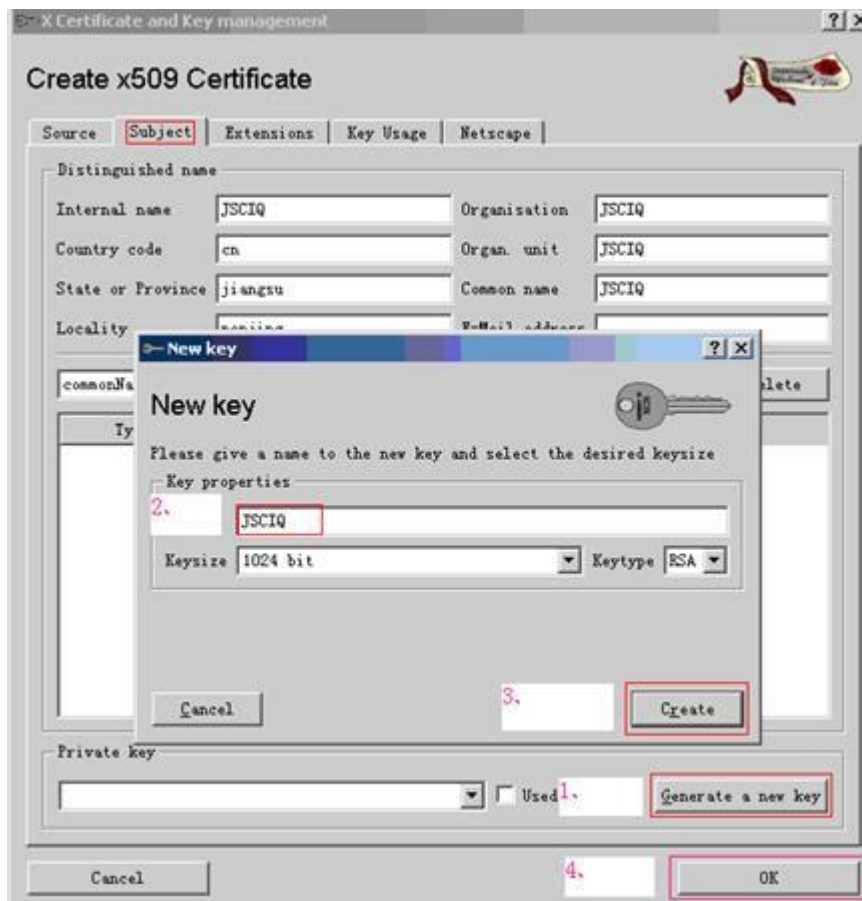 X Certificate and Key management
Create x509 Certificate
Source Subject Extensions Key Usage Netscape
Distinguished name
Internal name JSCIQ Organisation JSCIQ
Country code cn Organ. unit JSCIQ
State or Province jiangsu Common name JSCIQ
Locality
New key
New key
Please give a name to the new key and select the desired keysize
Key properties
2、
JSCIQ
Keysize 1024 bit Keytype RSA
Cancel 3、 Create
Private key
Used 1、 Generate a new key
Cancel 4、 OK